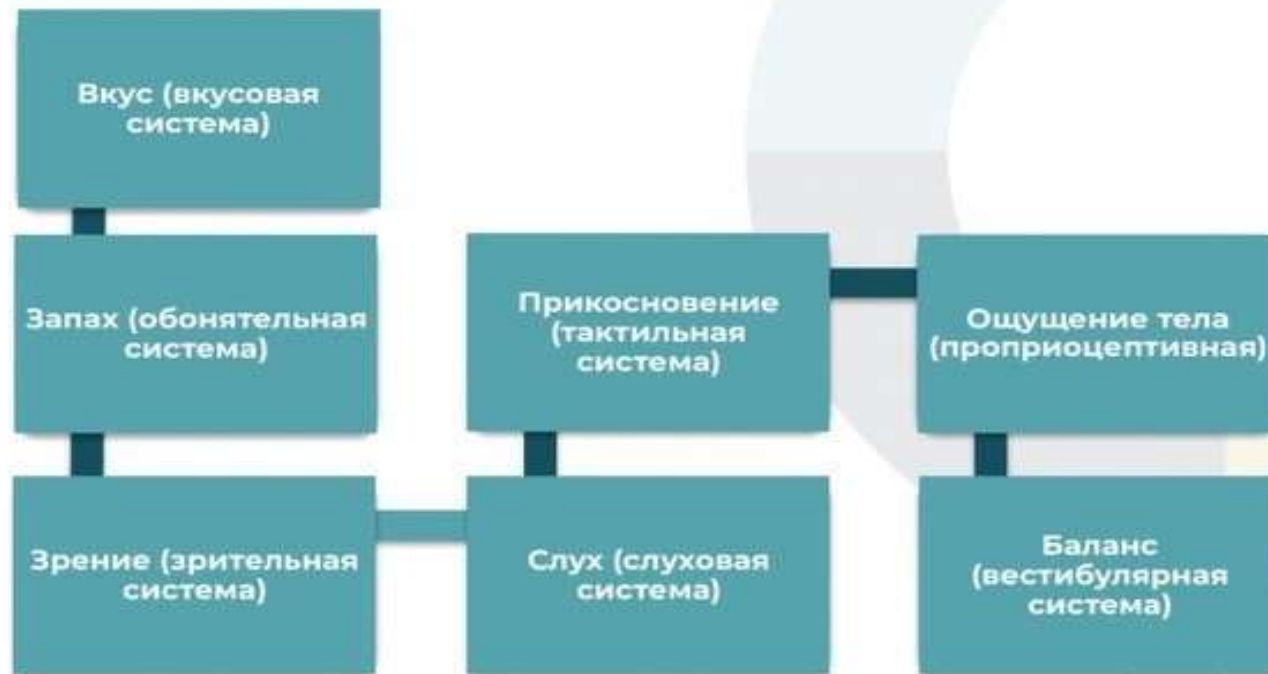 Вкус (вкусовая
система)
Запах (обонятельная
система)
Зрение (зрительная
система)
Слух (слуховая
система)
Прикосновение
(тактильная
система)
Ощущение тела
(проприоцептивная)
Баланс
(вестибулярная
система)